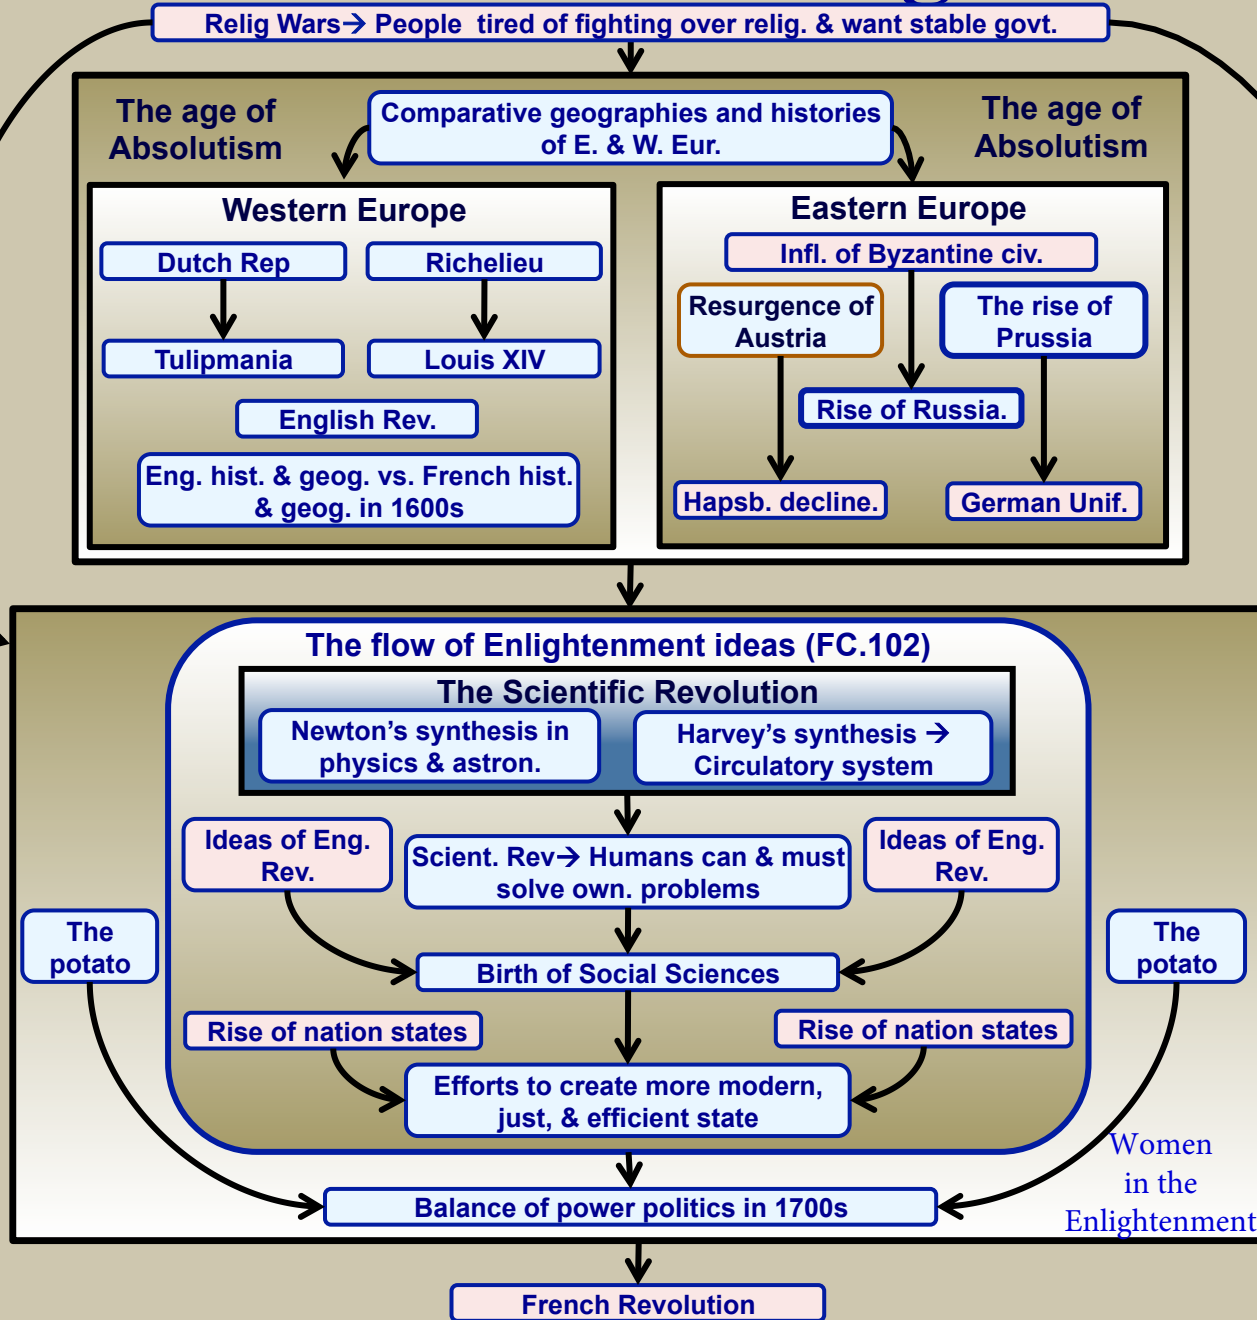 Relig Wars→ People tired of fighting over relig. & want stable govt.
The age of
Absolutism
Comparative geographies and histories
of E. & W. Eur.
The age of
Absolutism
Western Europe
Dutch Rep
Richelieu
Tulipmania
Louis XIV
English Rev.
Eng. hist. & geog. vs. French hist.
& geog. in 1600s
Eastern Europe
Infl. of Byzantine civ.
Resurgence of
Austria
The rise of
Prussia
Rise of Russia.
Hapsb. decline.
German Unif.
The flow of Enlightenment ideas (FC.102)
The Scientific Revolution
Newton’s synthesis in
physics & astron.
Harvey’s synthesis →
Circulatory system
Ideas of Eng.
Rev.
Scient. Rev→ Humans can & must
solve own. problems
Ideas of Eng.
Rev.
The
potato
The
potato
Birth of Social Sciences
Rise of nation states
Rise of nation states
Efforts to create more modern,
just, & efficient state
Women
in the
Enlightenment
Balance of power politics in 1700s
French Revolution